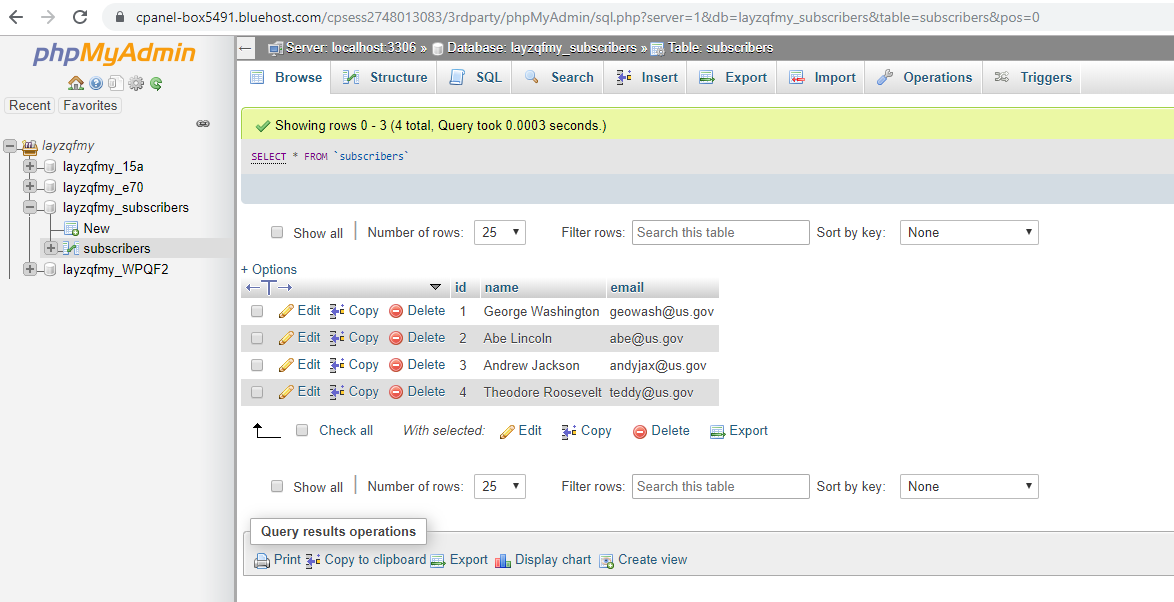 cpanel-box5491.bluehost.com/cpsess2748013083/3rdparty/phpMyAdmin/sql.php?server=1&db=layzqfmy_subscribers&table=subscribers&pos=0
phpMyAdmin
Recent Favorites
layzqfmy
layzqfmy_15a
layzqfmy_e70
layzqfmy_subscribers
New
subscribers
layzqfmy_WPQF2
Server: localhost:3306 » Database: layzqfmy_subscribers » Table: subscribers
Browse Structure SQL Search Insert Export Import Operations Triggers
Showing rows 0 - 3 (4 total, Query took 0.0003 seconds.)
SELECT * FROM `subscribers`
Show all | Number of rows: 25 Filter rows: Search this table Sort by key: None
+ Options
←T→ id name email
Edit Copy Delete 1 George Washington geowash@us.gov
Edit Copy Delete 2 Abe Lincoln abe@us.gov
Edit Copy Delete 3 Andrew Jackson andyjax@us.gov
Edit Copy Delete 4 Theodore Roosevelt teddy@us.gov
Check all With selected: Edit Copy Delete Export
Show all | Number of rows: 25 Filter rows: Search this table Sort by key: None
Query results operations
Print Copy to clipboard Export Display chart Create view